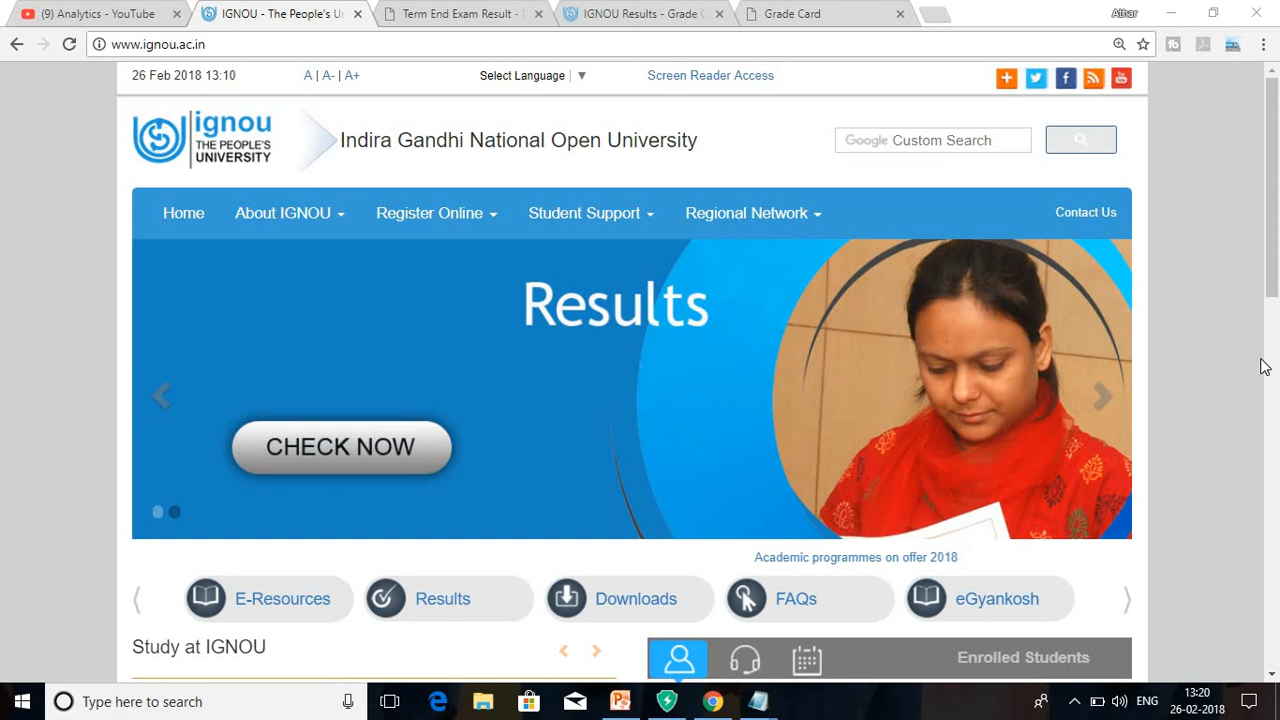 (9) Analytics - YouTube
IGNOU - The People's Un
Term End Exam Result -
IGNOU Results - Grade
Grade Card
Athar
www.ignou.ac.in
26 Feb 2018 13:10
A | A- | A+
Select Language ▼
Screen Reader Access
ignou
THE PEOPLE'S
UNIVERSITY
Indira Gandhi National Open University
Google Custom Search
Home
About IGNOU
Register Online
Student Support
Regional Network
Contact Us
Results
CHECK NOW
Academic programmes on offer 2018
E-Resources
Results
Downloads
FAQs
eGyankosh
Study at IGNOU
Enrolled Students
Type here to search
ENG
13:20
26-02-2018